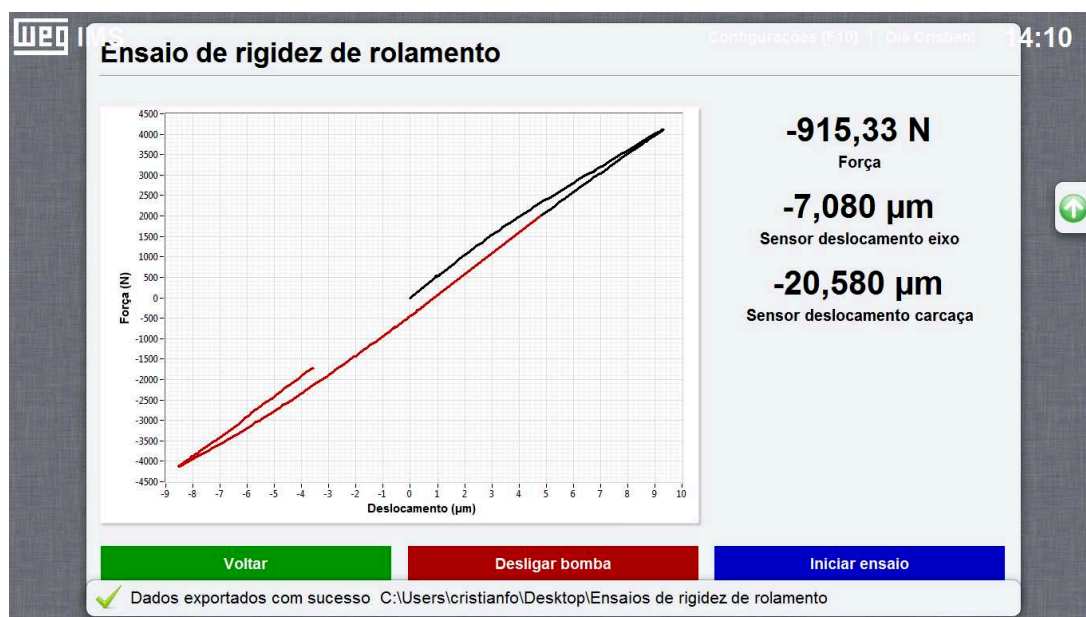 WEG IMS
Configurações (F10) | Olá Cristian!
14:10
Ensaio de rigidez de rolamento
4500
4000
3500
3000
2500
2000
1500
1000
500
0
-500
-1000
-1500
-2000
-2500
-3000
-3500
-4000
-4500
Força (N)
-9 -8 -7 -6 -5 -4 -3 -2 -1 0 1 2 3 4 5 6 7 8 9 10
Deslocamento (µm)
-915,33 N
Força
-7,080 µm
Sensor deslocamento eixo
-20,580 µm
Sensor deslocamento carcaça
Voltar
Desligar bomba
Iniciar ensaio
Dados exportados com sucesso C:\Users\cristianfo\Desktop\Ensaios de rigidez de rolamento